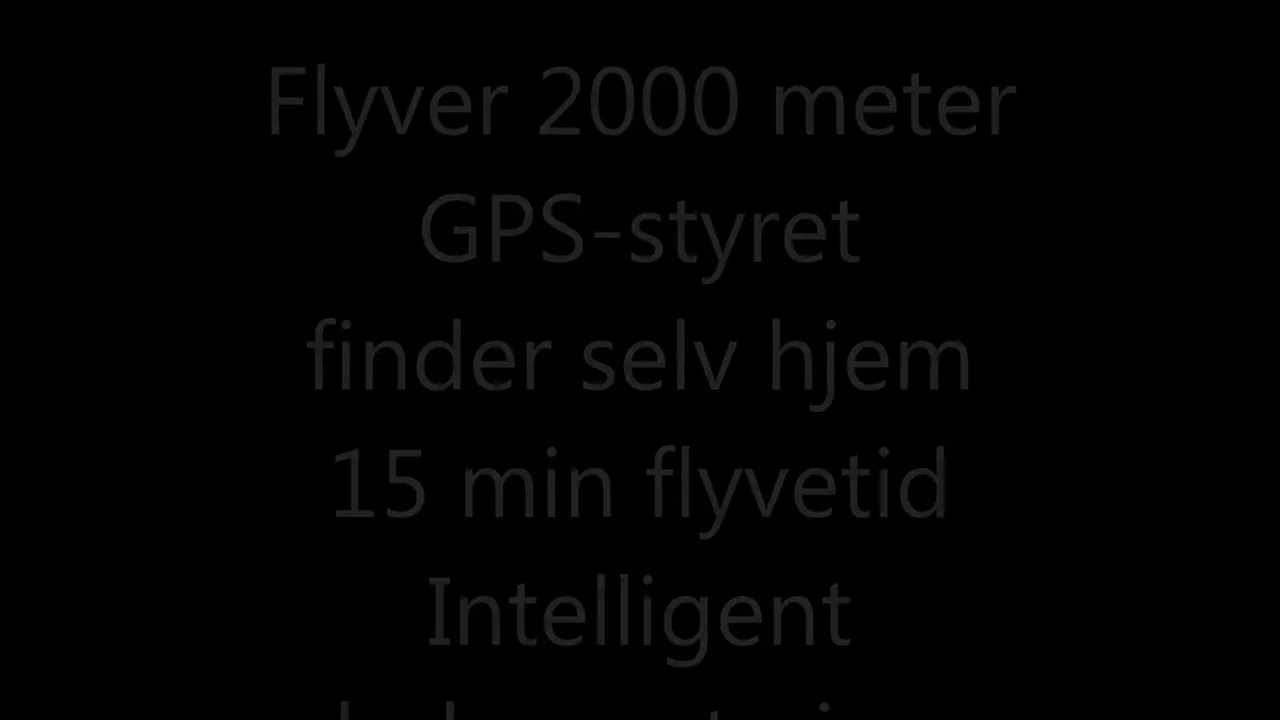 Flyver 2000 meter
GPS-styret
finder selv hjem
15 min flyvetid
Intelligent